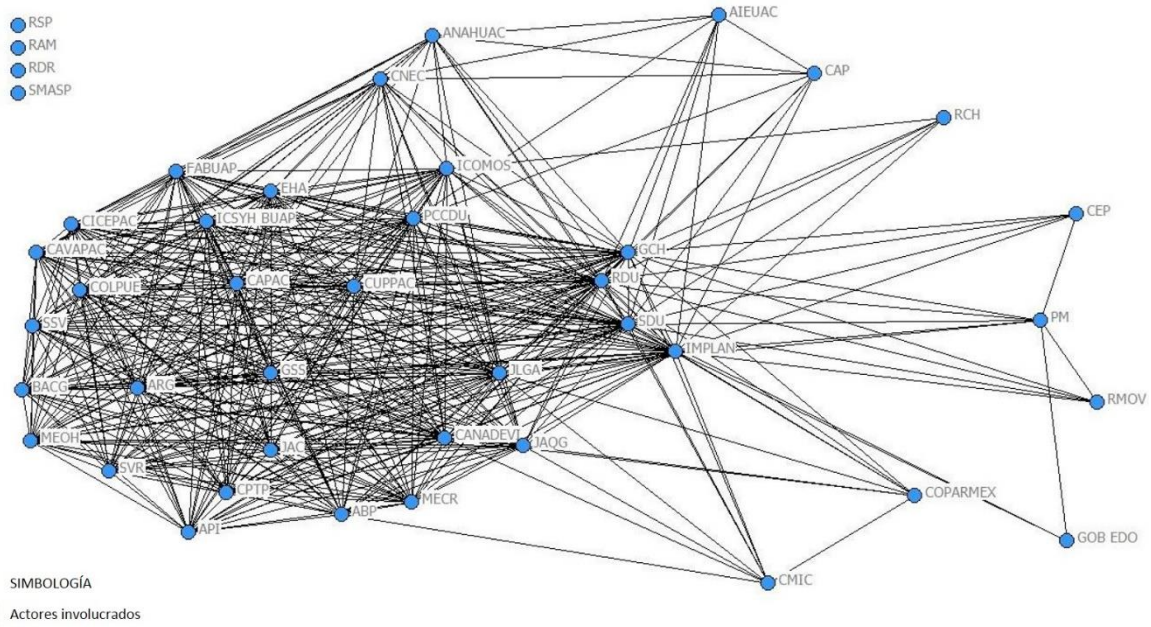 RSP
RAM
RDR
SMASP
AIEUAC
ANAHUAC
CAP
CNEC
RCH
ICOMOS
FABUAP
EHA
CEP
PCCDU
ICSYH BUAP
CICEPAC
CAVAPAC
GCH
RDU
CAPAC
CUPPAC
COLPUE
PM
SSV
SDU
IMPLAN
GSS
JLGA
ARG
BACG
RMOV
MEOH
CANADEVI
JAQG
JAC
SVR
CPTP
COPARMEX
MECR
ABP
API
GOB EDO
CMIC
SIMBOLOGÍA
Actores involucrados